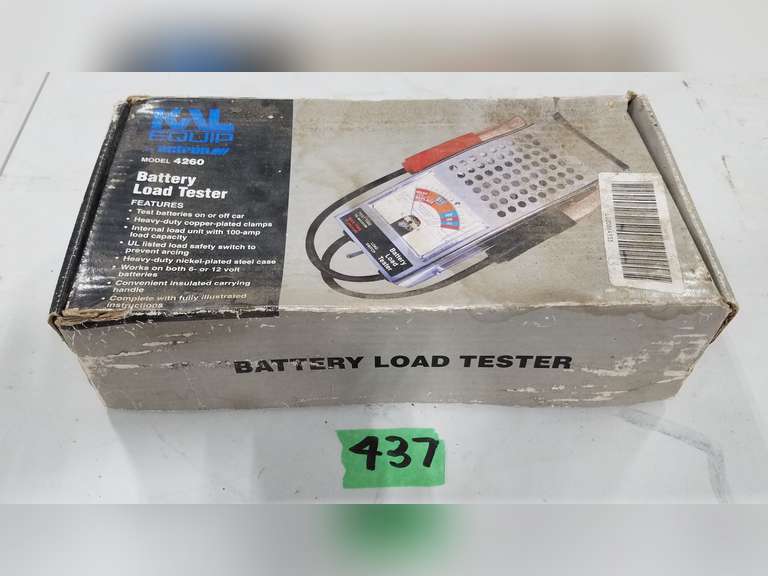 KAL
EQUIP
MODEL 4260
Battery
Load Tester
FEATURES
• Test batteries on or off car
• Heavy-duty copper-plated clamps
• Internal load unit with 100-amp
load capacity
• UL listed load safety switch to
prevent arcing
• Heavy-duty nickel-plated steel case
• Works on both 6- or 12 volt
batteries
• Convenient insulated carrying
handle
• Complete with fully illustrated
instructions
Battery
Load
Tester
BATTERY LOAD TESTER
437